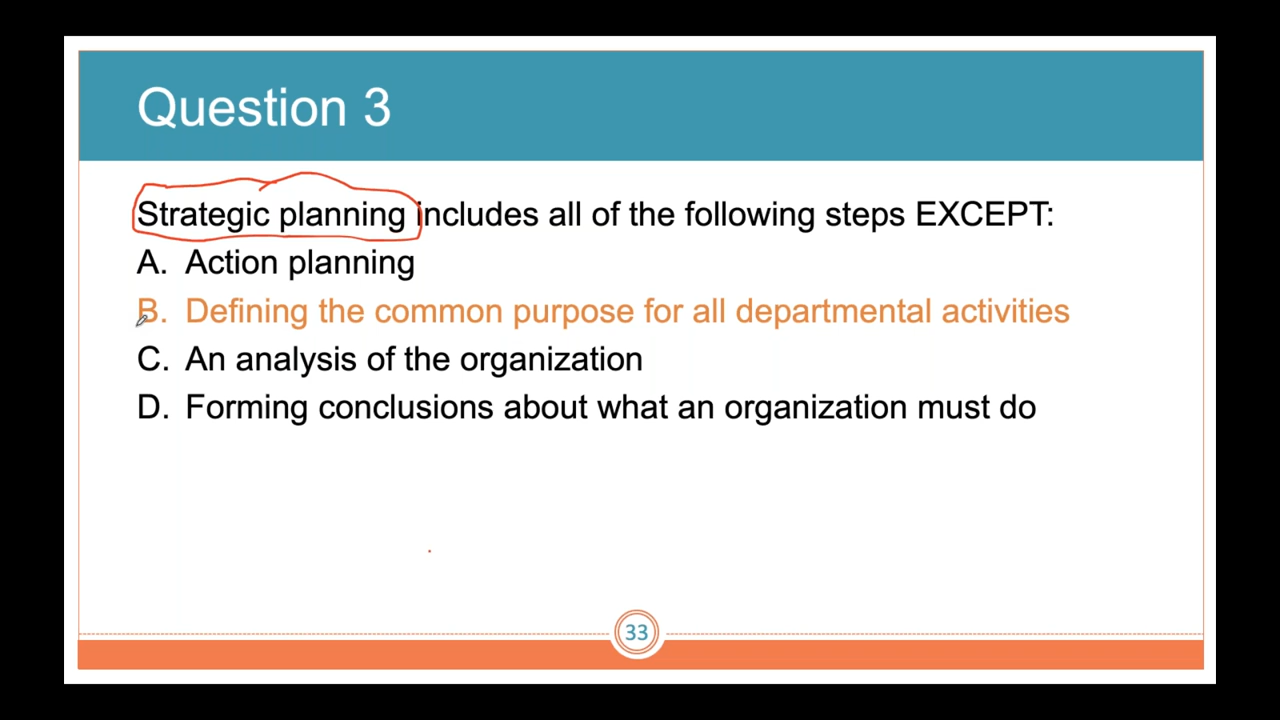 Question 3
Strategic planning includes all of the following steps EXCEPT:
A. Action planning
B. Defining the common purpose for all departmental activities
C. An analysis of the organization
D. Forming conclusions about what an organization must do
33